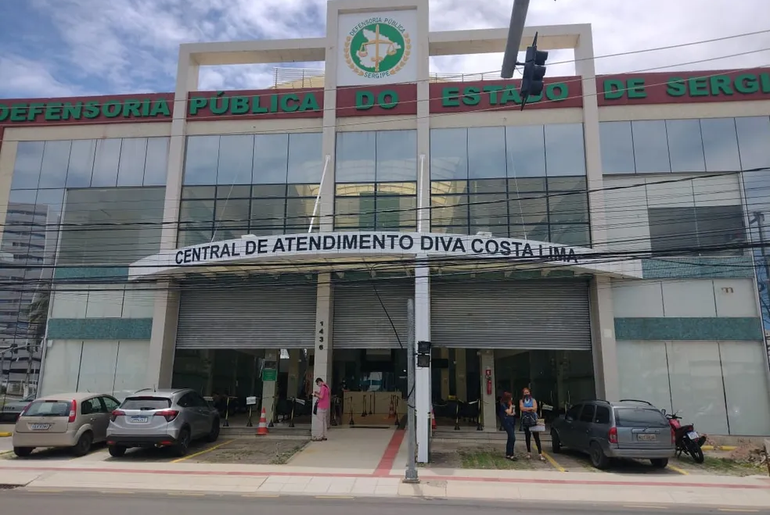 DEFENSORIA PÚBLICA
SERGIPE
DEFENSORIA PÚBLICA DO ESTADO DE SERGI
CENTRAL DE ATENDIMENTO DIVA COSTA LIMA
1436